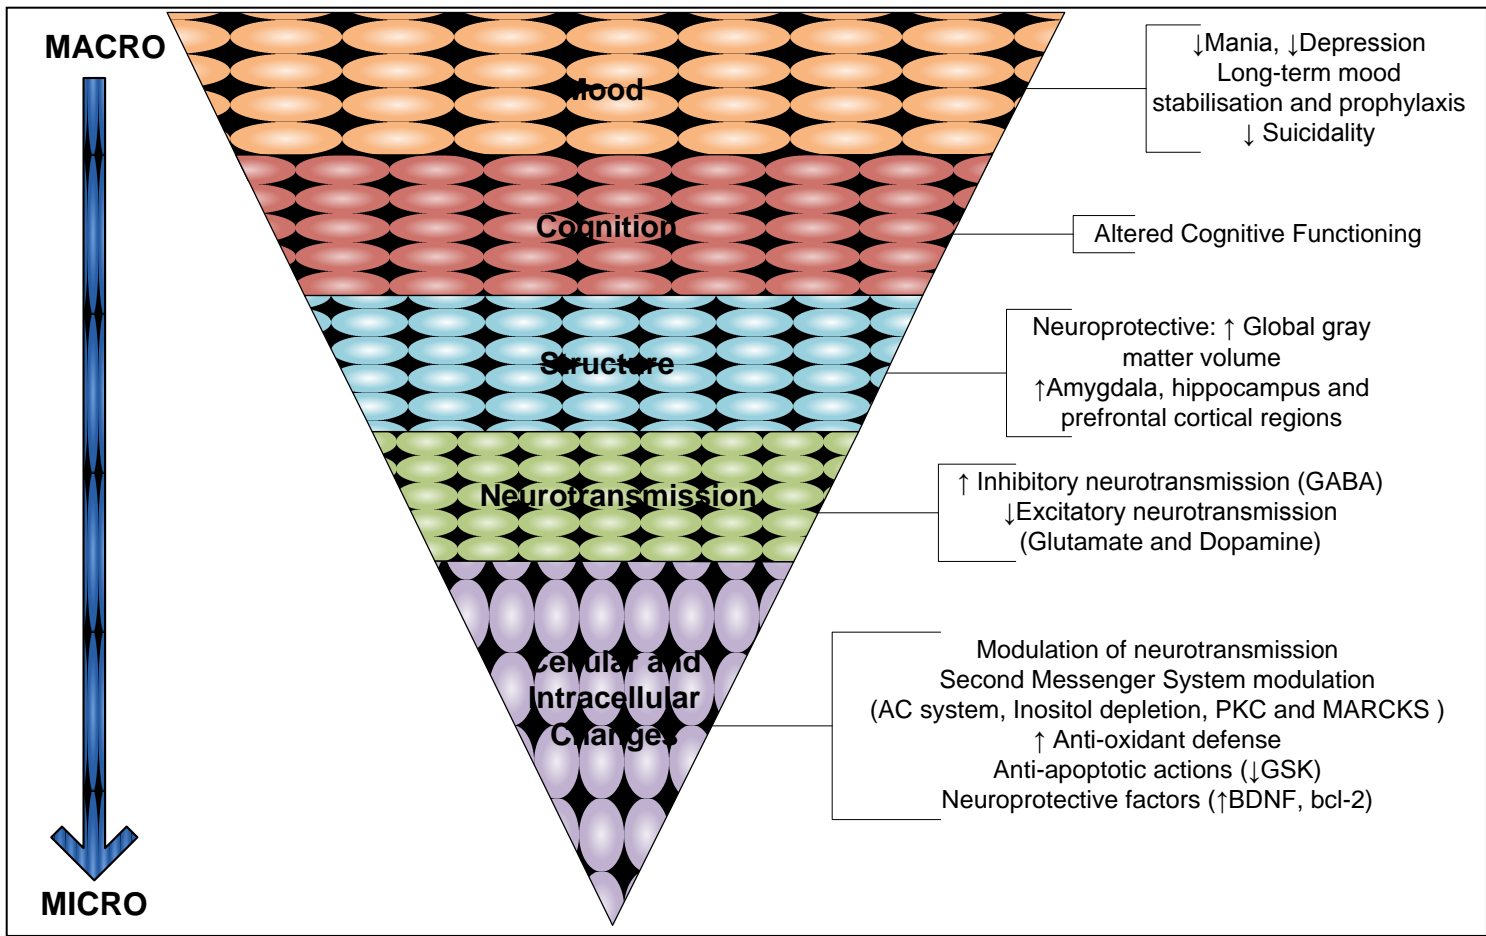 MACRO
Mood
↓Mania, ↓Depression
Long-term mood
stabilisation and prophylaxis
↓ Suicidality
Cognition
Altered Cognitive Functioning
Structure
Neuroprotective: ↑ Global gray
matter volume
↑Amygdala, hippocampus and
prefrontal cortical regions
Neurotransmission
↑ Inhibitory neurotransmission (GABA)
↓Excitatory neurotransmission
(Glutamate and Dopamine)
Cellular and
Intracellular
Changes
Modulation of neurotransmission
Second Messenger System modulation
(AC system, Inositol depletion, PKC and MARCKS )
↑ Anti-oxidant defense
Anti-apoptotic actions (↓GSK)
Neuroprotective factors (↑BDNF, bcl-2)
MICRO